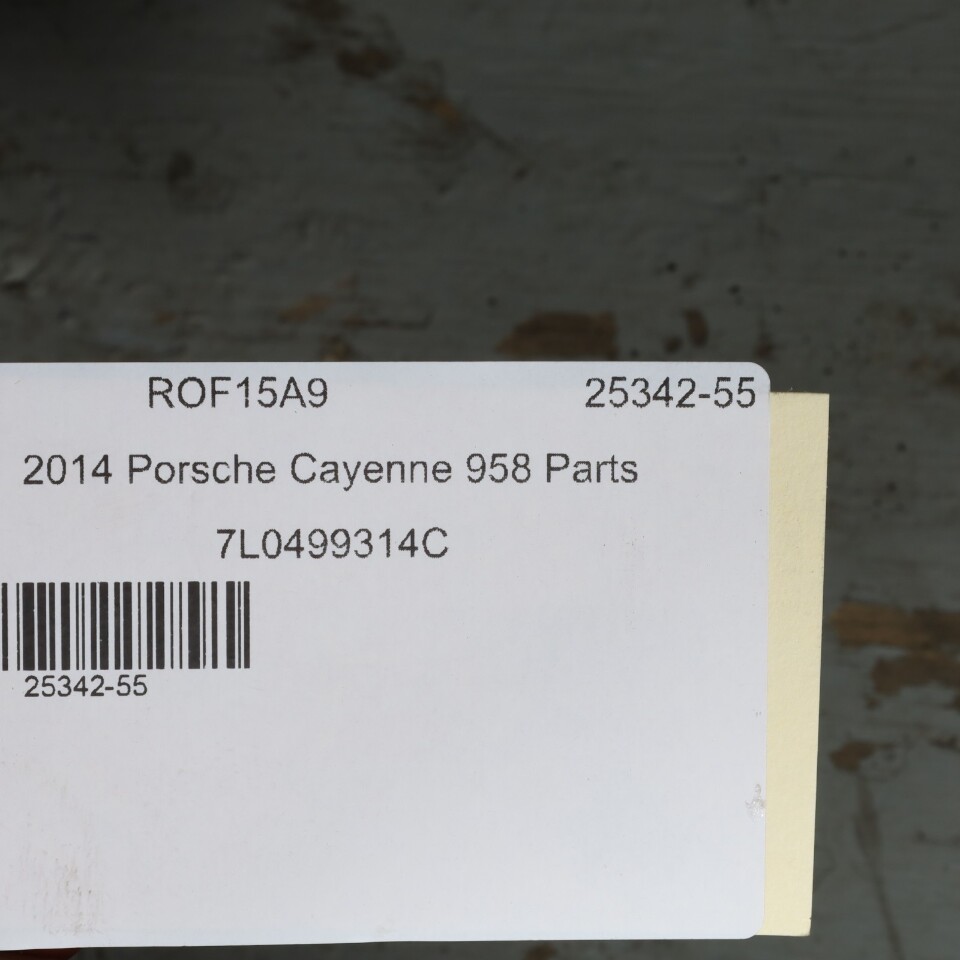 ROF15A9 25342-55
2014 Porsche Cayenne 958 Parts
7L0499314C
25342-55